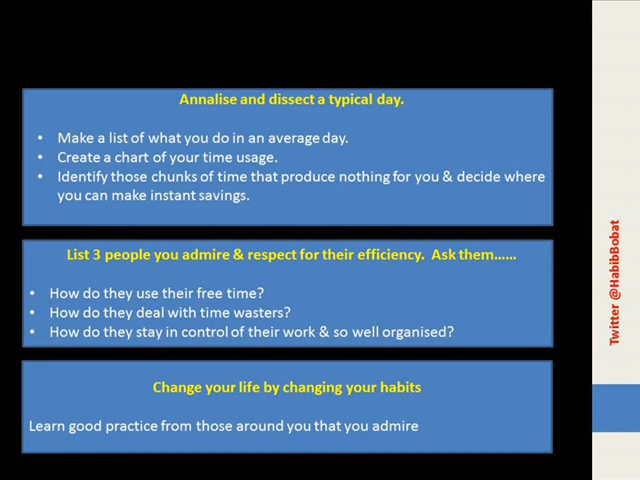 Annalise and dissect a typical day.
• Make a list of what you do in an average day.
• Create a chart of your time usage.
• Identify those chunks of time that produce nothing for you & decide where
you can make instant savings.
List 3 people you admire & respect for their efficiency.  Ask them……
• How do they use their free time?
• How do they deal with time wasters?
• How do they stay in control of their work & so well organised?
Change your life by changing your habits
Learn good practice from those around you that you admire
Twitter @HabibBobat